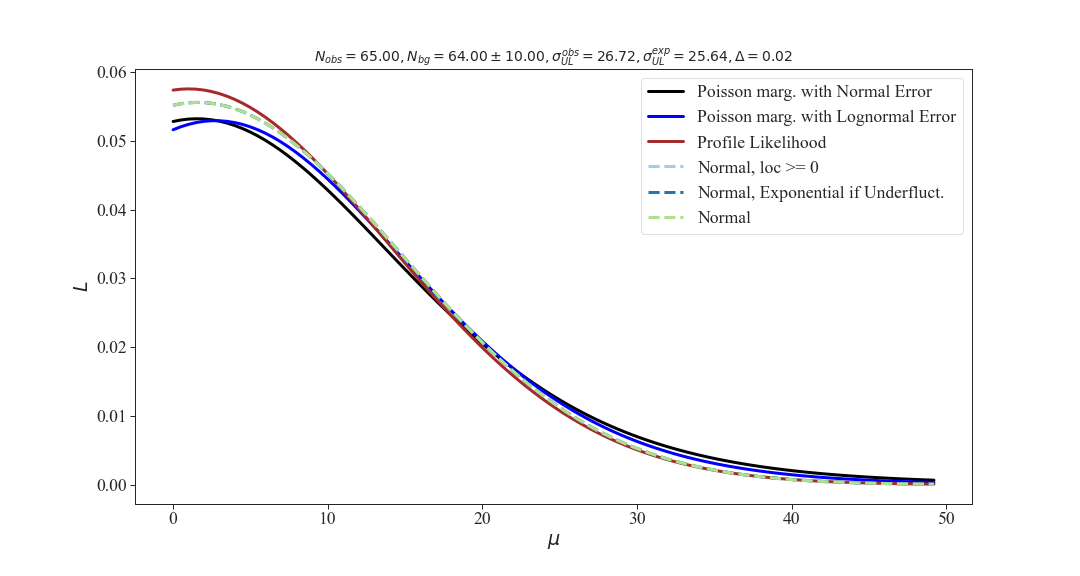 N_obs = 65.00, N_bg = 64.00 ± 10.00, σ_UL^obs = 26.72, σ_UL^exp = 25.64, Δ = 0.02
Poisson marg. with Normal Error
Poisson marg. with Lognormal Error
Profile Likelihood
Normal, loc >= 0
Normal, Exponential if Underfluct.
Normal
0.06
0.05
0.04
0.03
0.02
0.01
0.00
L
0 10 20 30 40 50
μ